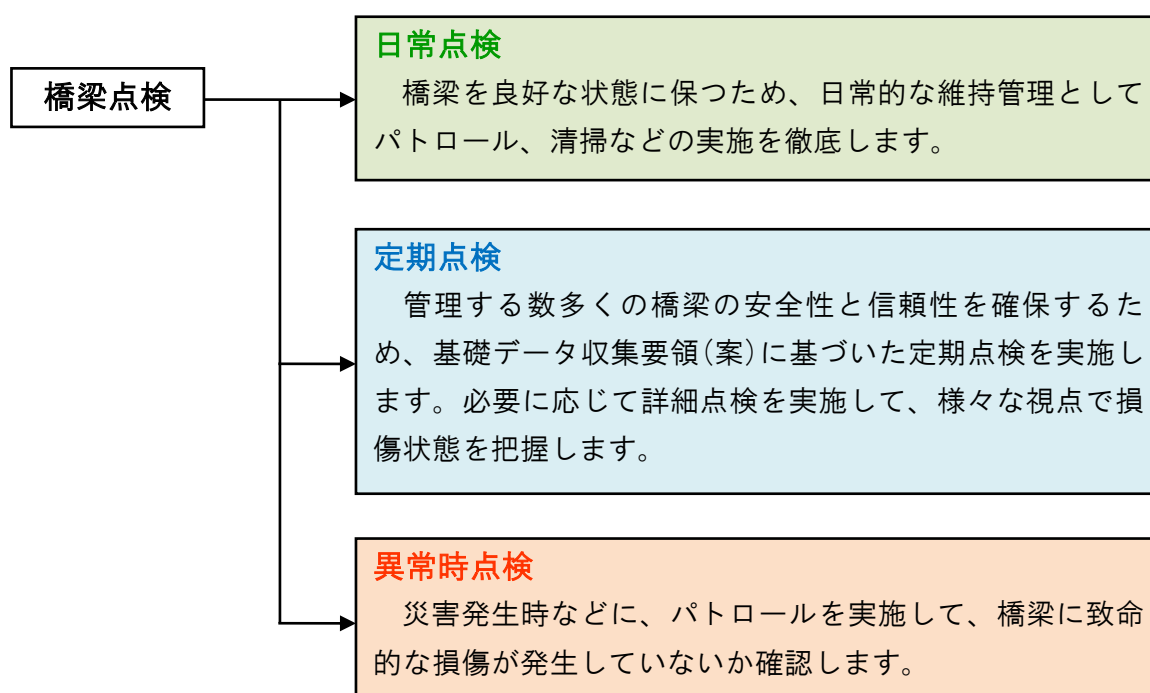 橋梁点検
日常点検
橋梁を良好な状態に保つため、日常的な維持管理として
パトロール、清掃などの実施を徹底します。
定期点検
管理する数多くの橋梁の安全性と信頼性を確保するた
め、基礎データ収集要領(案)に基づいた定期点検を実施し
ます。必要に応じて詳細点検を実施して、様々な視点で損
傷状態を把握します。
異常時点検
災害発生時などに、パトロールを実施して、橋梁に致命
的な損傷が発生していないか確認します。